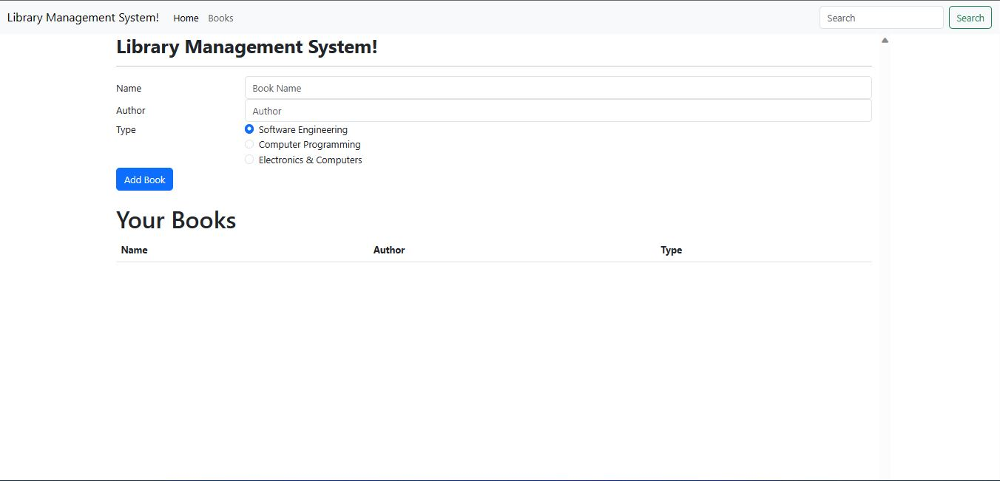 Library Management System! Home Books Search Search
Library Management System!
Name Book Name
Author Author
Type Software Engineering
Computer Programming
Electronics & Computers
Add Book
Your Books
Name Author Type